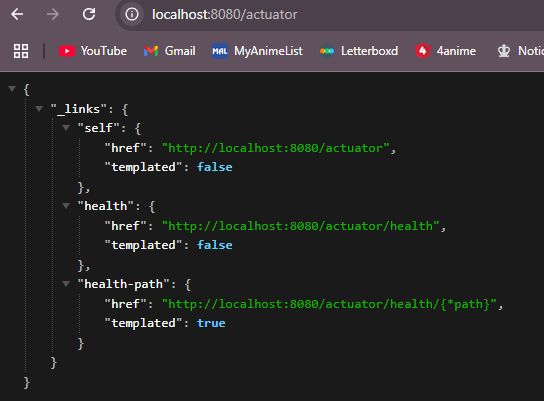 localhost:8080/actuator
YouTube Gmail MAL MyAnimeList Letterboxd 4 4anime Notic
{
"_links": {
"self": {
"href": "http://localhost:8080/actuator",
"templated": false
},
"health": {
"href": "http://localhost:8080/actuator/health",
"templated": false
},
"health-path": {
"href": "http://localhost:8080/actuator/health/{*path}",
"templated": true
}
}
}